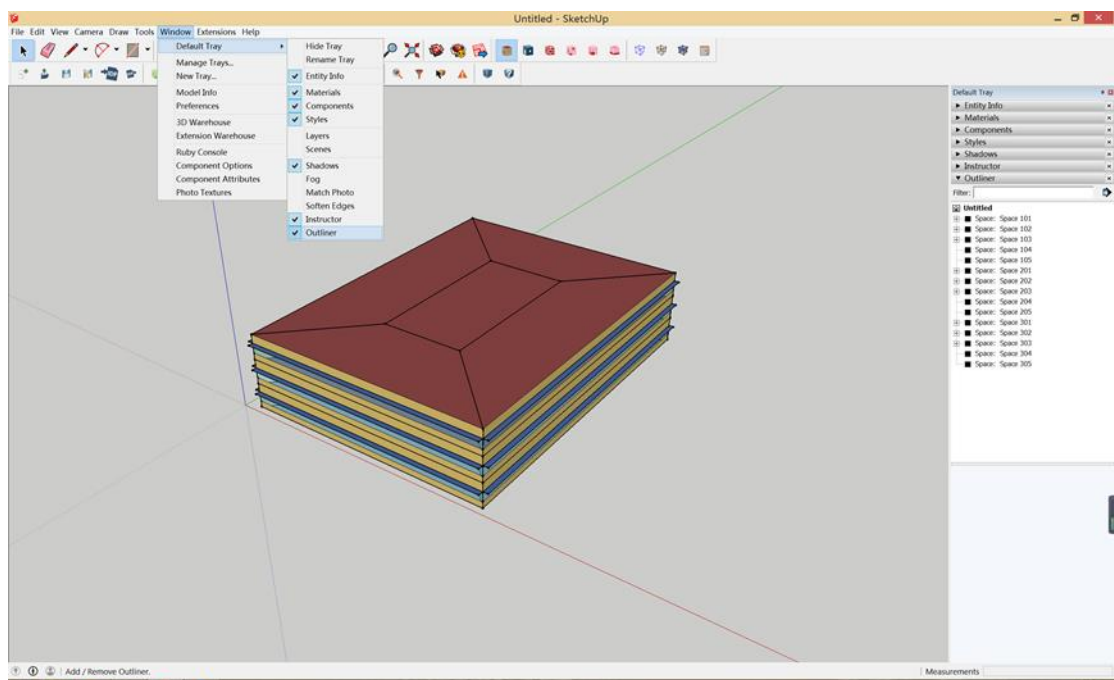 Untitled - SketchUp
File Edit View Camera Draw Tools Window Extensions Help
Default Tray
Manage Trays...
New Tray...
Model Info
Preferences
3D Warehouse
Extension Warehouse
Ruby Console
Component Options
Component Attributes
Photo Textures
Hide Tray
Rename Tray
Entity Info
Materials
Components
Styles
Layers
Scenes
Shadows
Fog
Match Photo
Soften Edges
Instructor
Outliner
Default Tray
Entity Info
Materials
Components
Styles
Shadows
Instructor
Outliner
Filter:
Untitled
Space: Space 101
Space: Space 102
Space: Space 103
Space: Space 104
Space: Space 105
Space: Space 201
Space: Space 202
Space: Space 203
Space: Space 204
Space: Space 205
Space: Space 301
Space: Space 302
Space: Space 303
Space: Space 304
Space: Space 305
Add / Remove Outliner.
Measurements